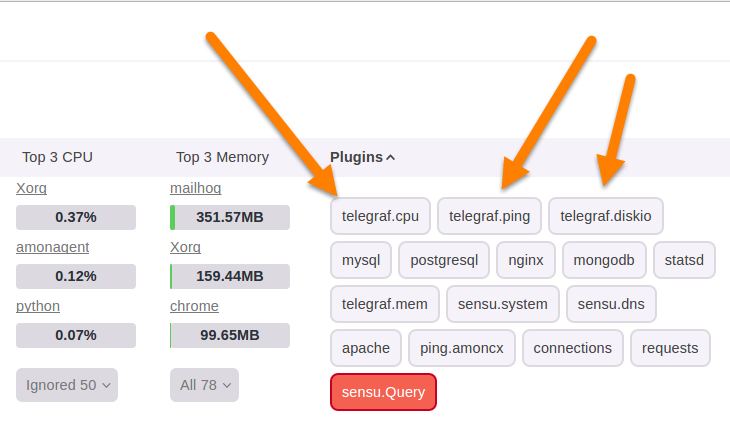 Top 3 CPU Top 3 Memory Plugins
Xorg mailhog
0.37% 351.57MB telegraf.cpu telegraf.ping telegraf.diskio
amonagent Xorg mysql postgresql nginx mongodb statsd
0.12% 159.44MB
python chrome telegraf.mem sensu.system sensu.dns
0.07% 99.65MB apache ping.amoncx connections requests
Ignored 50 All 78 sensu.Query